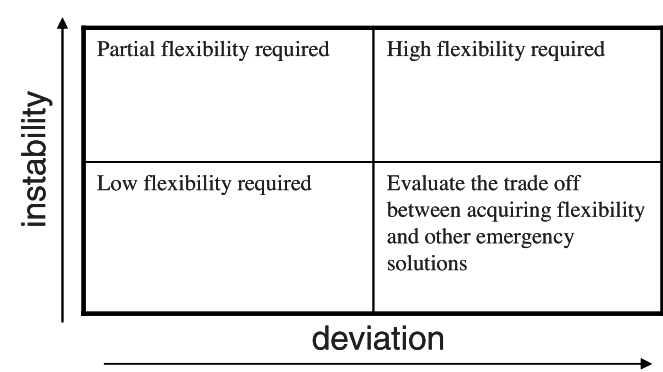 instability
Partial flexibility required
High flexibility required
Low flexibility required
Evaluate the trade off
between acquiring flexibility
and other emergency
solutions
deviation